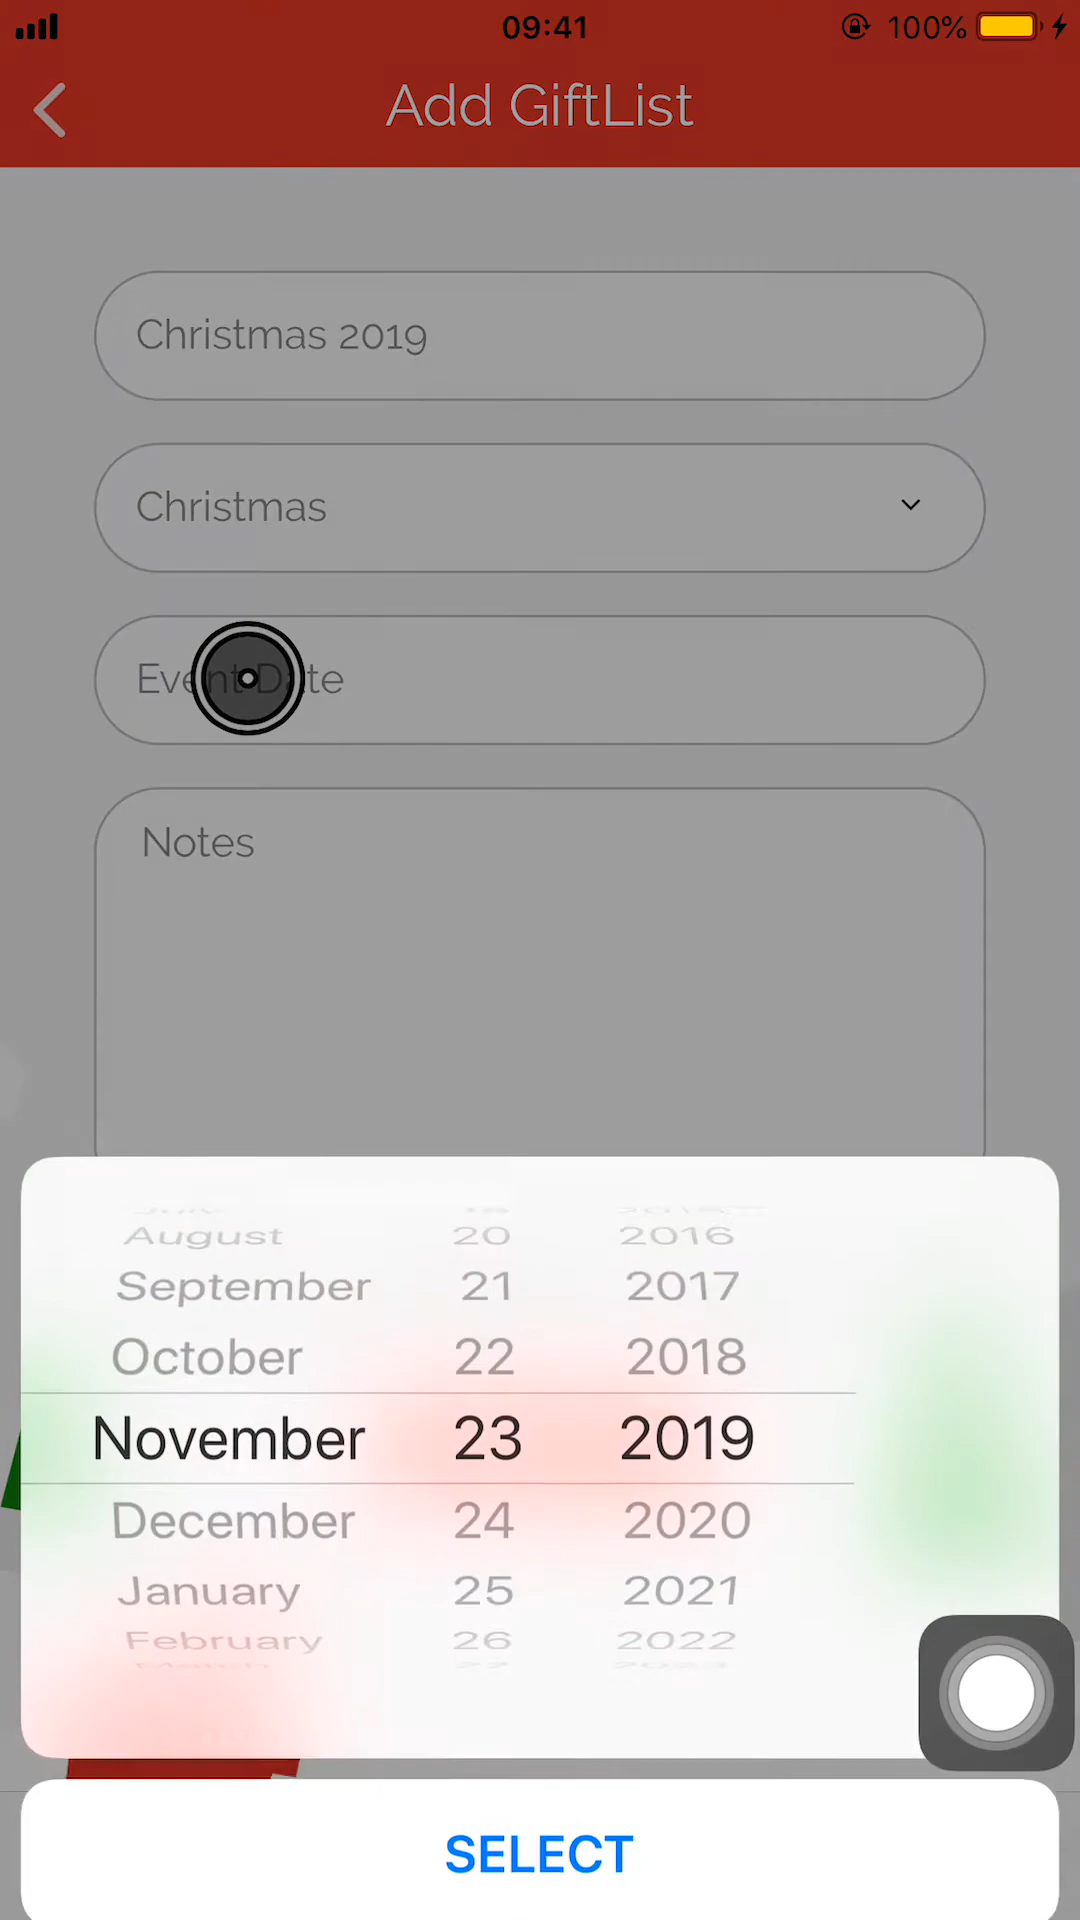 09:41 100%
Add GiftList
Christmas 2019
Christmas
Event Date
Notes
August 20 2016
September 21 2017
October 22 2018
November 23 2019
December 24 2020
January 25 2021
February 26 2022
SELECT